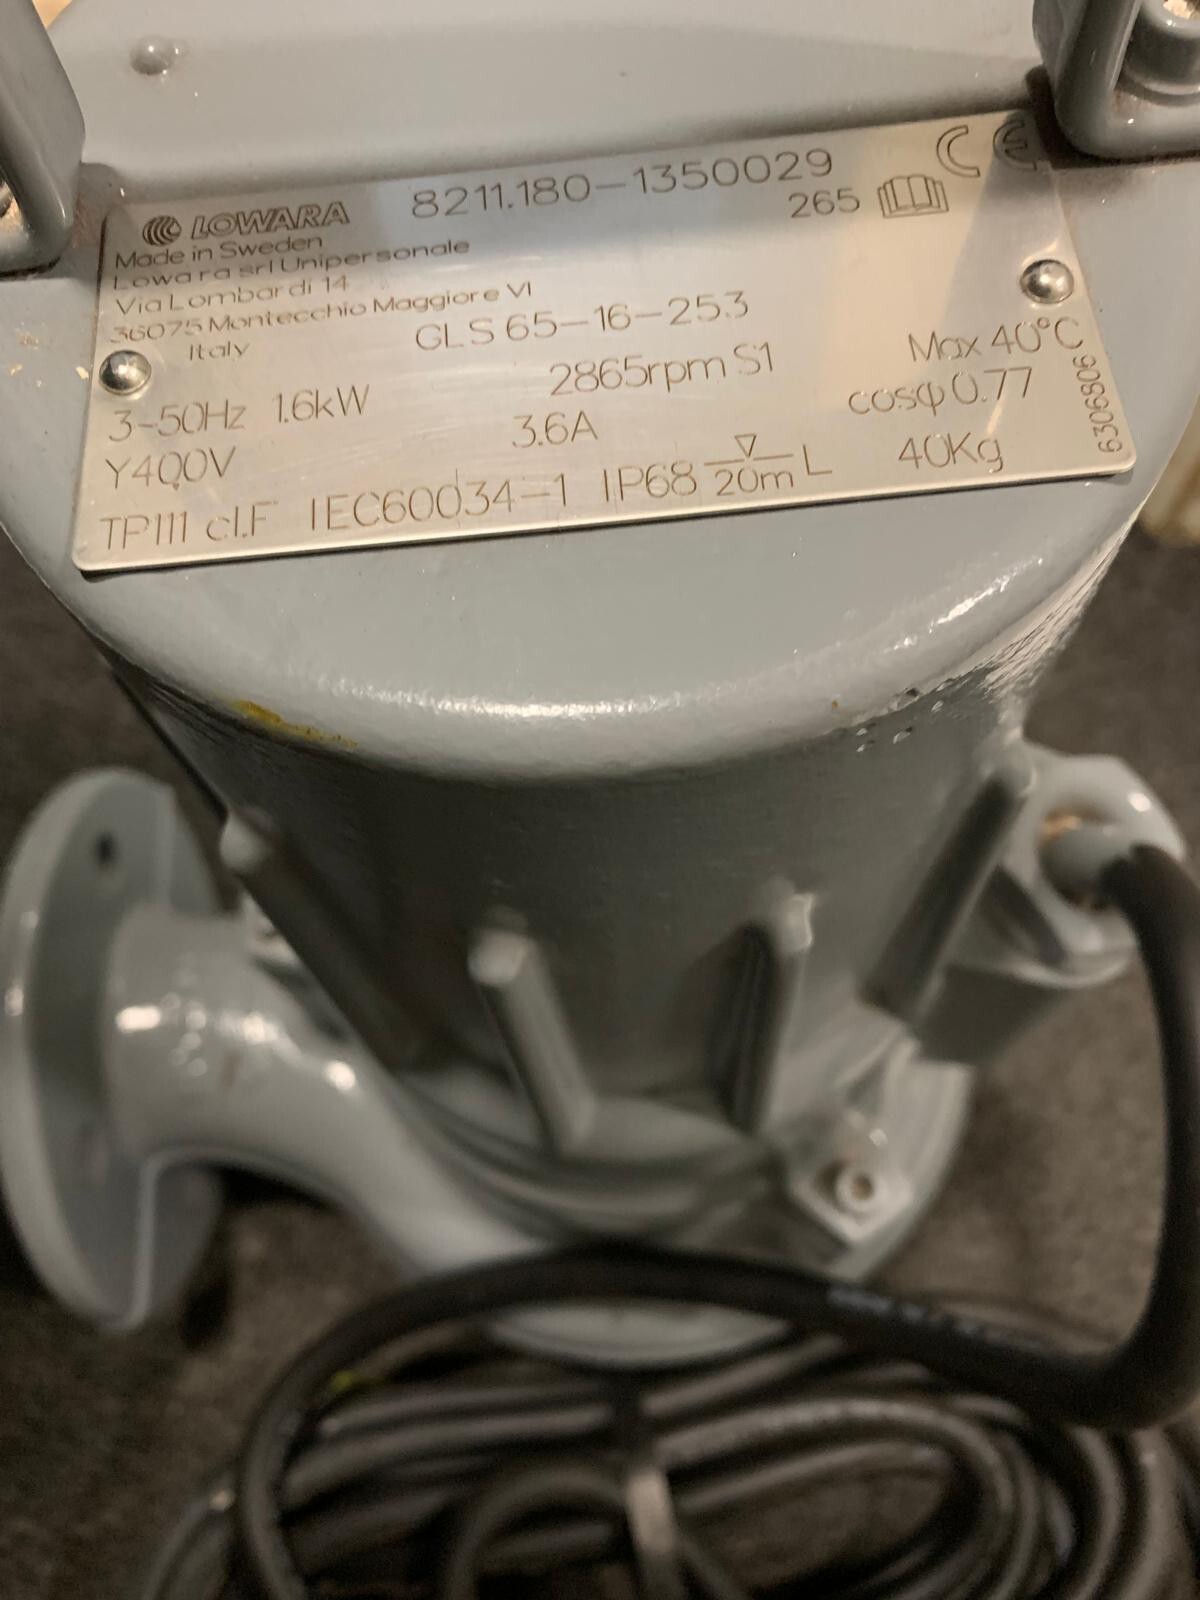 LOWARA 8211.180-1350029
265
CE
Made in Sweden
Lowara srl Unipersonale
Via Lombardi 14
36075 Montecchio Maggiore VI
Italy
GLS 65-16-253
3~50Hz 1.6kW 2865rpm S1 Max 40°C
Y400V 3.6A cosφ 0.77
TP111 cl.F IEC60034-1 IP68 20m L 40Kg
6306806